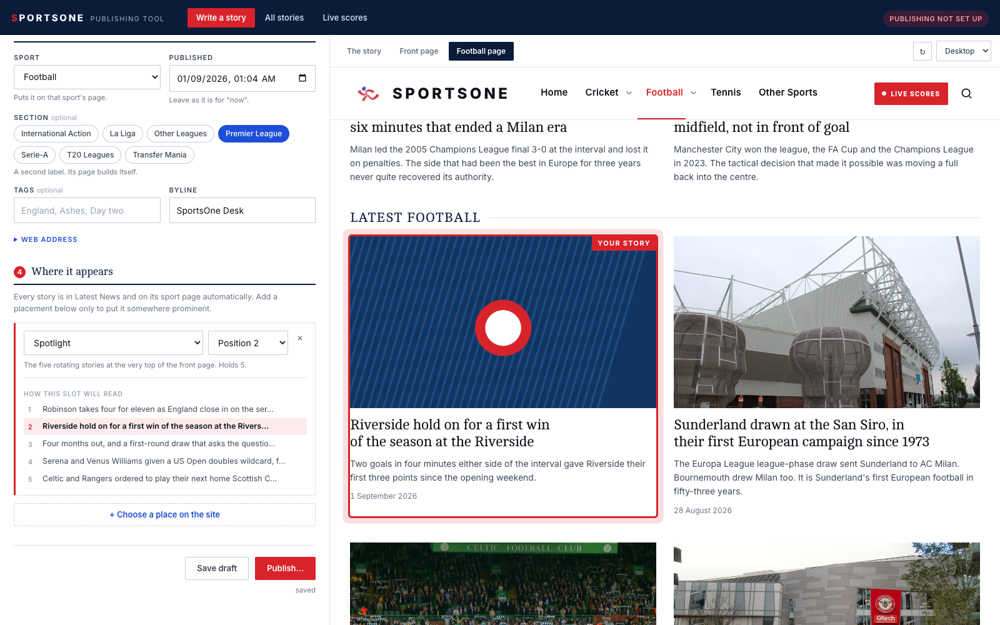 SPORTSONE PUBLISHING TOOL
Write a story
All stories
Live scores
PUBLISHING NOT SET UP
SPORT
PUBLISHED
Football
01/09/2026, 01:04 AM
Puts it on that sport's page.
Leave as it is for "now".
SECTION optional
International Action
La Liga
Other Leagues
Premier League
Serie-A
T20 Leagues
Transfer Mania
A second label. Its page builds itself.
TAGS optional
BYLINE
England, Ashes, Day two
SportsOne Desk
WEB ADDRESS
4 Where it appears
Every story is in Latest News and on its sport page automatically. Add a
placement below only to put it somewhere prominent.
Spotlight
Position 2
×
The five rotating stories at the very top of the front page. Holds 5.
HOW THIS SLOT WILL READ
1 Robinson takes four for eleven as England close in on the ser...
2 Riverside hold on for a first win of the season at the Rivers...
3 Four months out, and a first-round draw that asks the questio...
4 Serena and Venus Williams given a US Open doubles wildcard, f...
5 Celtic and Rangers ordered to play their next home Scottish C...
+ Choose a place on the site
Save draft
Publish...
saved
The story
Front page
Football page
Desktop
SPORTSONE
Home
Cricket
Football
Tennis
Other Sports
LIVE SCORES
six minutes that ended a Milan era
Milan led the 2005 Champions League final 3-0 at the interval and lost it
on penalties. The side that had been the best in Europe for three years
never quite recovered its authority.
midfield, not in front of goal
Manchester City won the league, the FA Cup and the Champions League
in 2023. The tactical decision that made it possible was moving a full
back into the centre.
LATEST FOOTBALL
YOUR STORY
Riverside hold on for a first win
of the season at the Riverside
Two goals in four minutes either side of the interval gave Riverside their
first three points since the opening weekend.
1 September 2026
Sunderland drawn at the San Siro, in
their first European campaign since 1973
The Europa League league-phase draw sent Sunderland to AC Milan.
Bournemouth drew Milan too. It is Sunderland's first European football in
fifty-three years.
28 August 2026
CELTIC FOOTBALL CLUB
Gtech